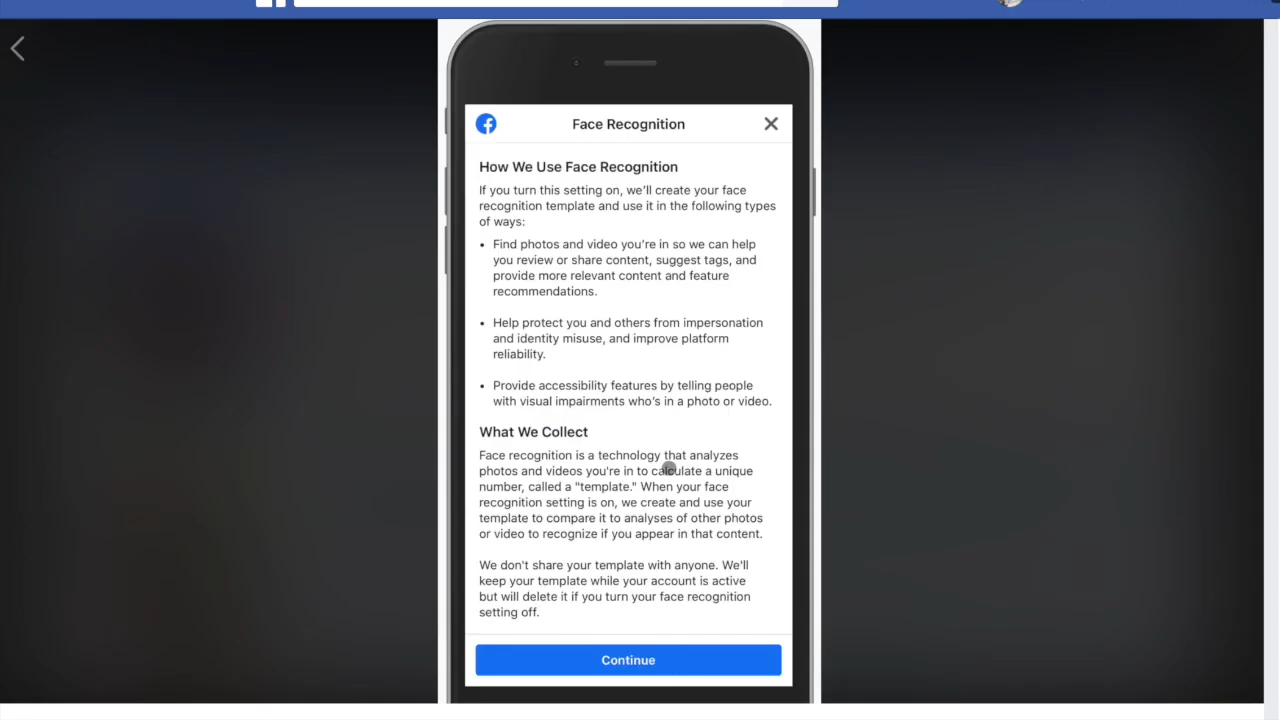 Face Recognition
How We Use Face Recognition
If you turn this setting on, we'll create your face
recognition template and use it in the following types
of ways:
• Find photos and video you're in so we can help
you review or share content, suggest tags, and
provide more relevant content and feature
recommendations.
• Help protect you and others from impersonation
and identity misuse, and improve platform
reliability.
• Provide accessibility features by telling people
with visual impairments who's in a photo or video.
What We Collect
Face recognition is a technology that analyzes
photos and videos you're in to calculate a unique
number, called a "template." When your face
recognition setting is on, we create and use your
template to compare it to analyses of other photos
or video to recognize if you appear in that content.
We don't share your template with anyone. We'll
keep your template while your account is active
but will delete it if you turn your face recognition
setting off.
Continue